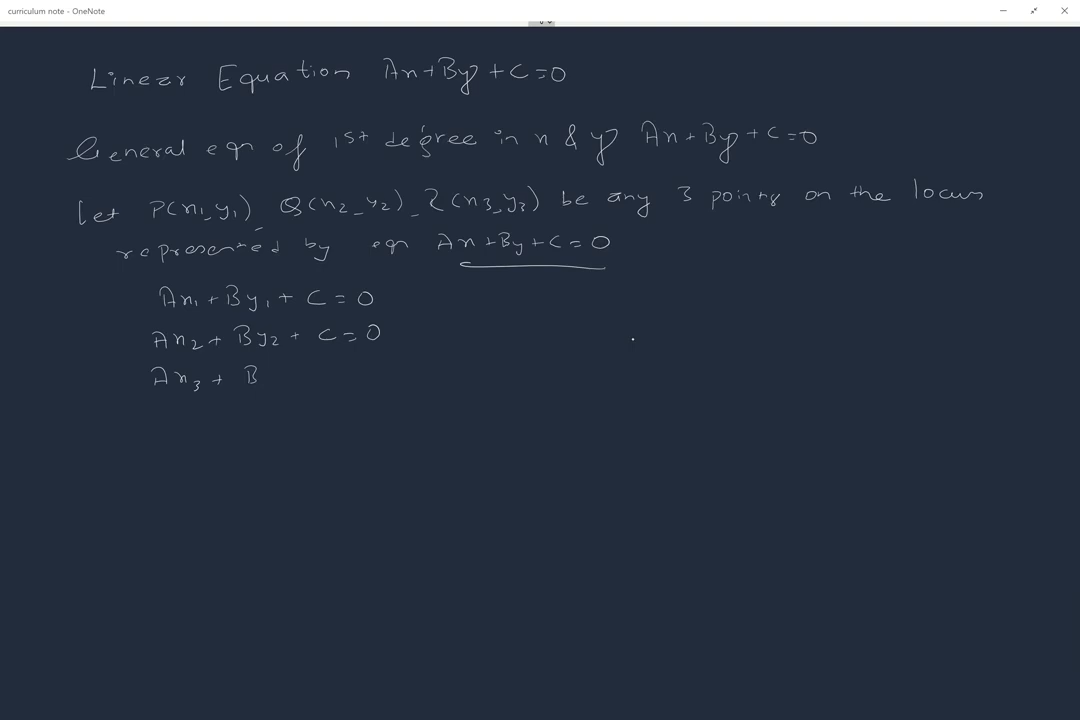 curriculum note - OneNote
Linear Equation Ax+By+C=0
General eqn of 1st degree in x & y Ax+By+C=0
Let P(x1,y1) Q(x2,y2), R(x3,y3) be any 3 points on the locus
represented by eqn Ax+By+C=0
Ax1+By1+C=0
Ax2+By2+C=0
Ax3+B